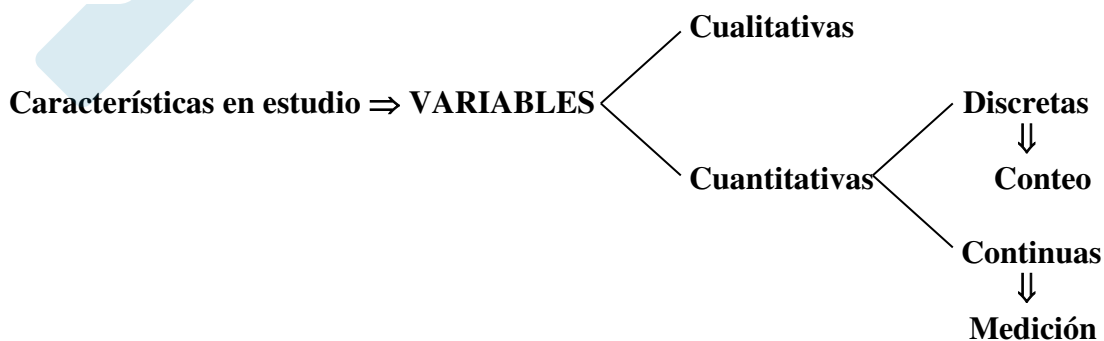 Cualitativas
Características en estudio ⇒ VARIABLES
Discretas
⇓
Cuantitativas
Conteo
Continuas
⇓
Medición